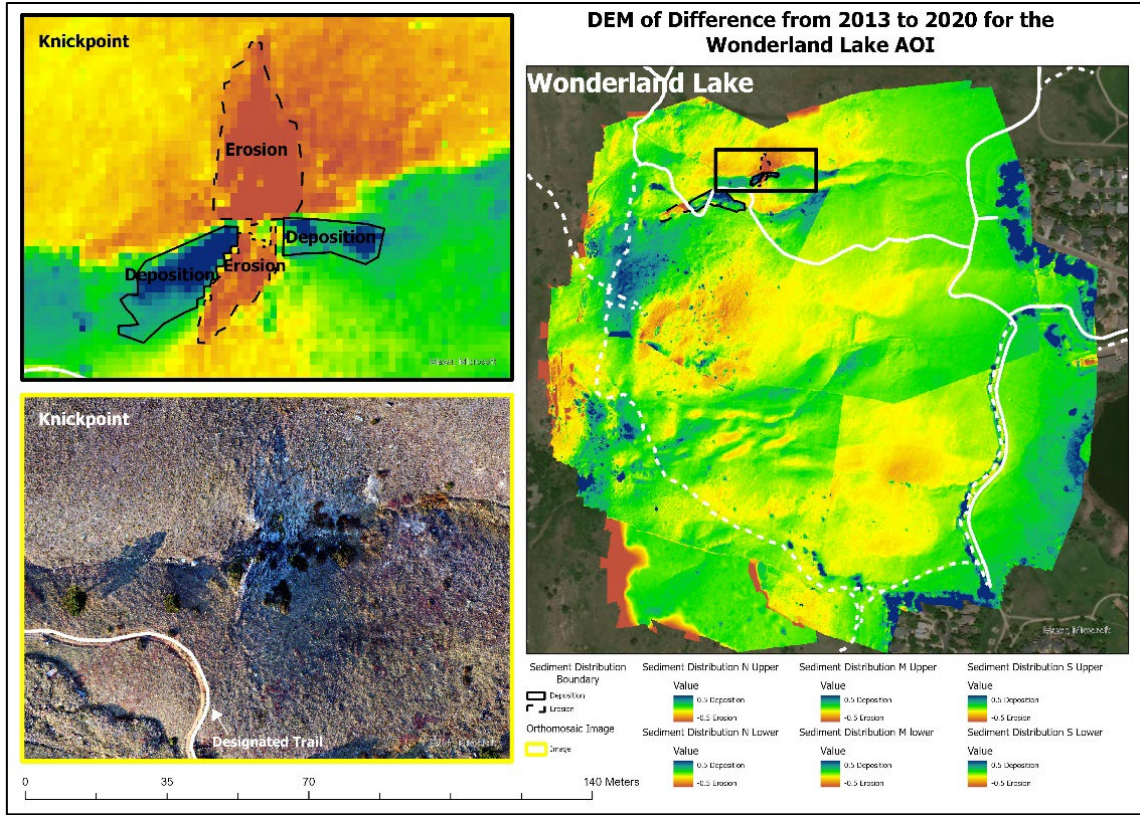 DEM of Difference from 2013 to 2020 for the
Wonderland Lake AOI
Knickpoint
Erosion
Deposition
Deposition
Erosion
Wonderland Lake
Knickpoint
Designated Trail
0
35
70
140 Meters
Sediment Distribution
Boundary
Deposition
Erosion
Orthomosaic Image
Image
Sediment Distribution N Upper
Value
0.5 Deposition
-0.5 Erosion
Sediment Distribution M Upper
Value
0.5 Deposition
-0.5 Erosion
Sediment Distribution S Upper
Value
0.5 Deposition
-0.5 Erosion
Sediment Distribution N Lower
Value
0.5 Deposition
-0.5 Erosion
Sediment Distribution M lower
Value
0.5 Deposition
-0.5 Erosion
Sediment Distribution S Lower
Value
0.5 Deposition
-0.5 Erosion